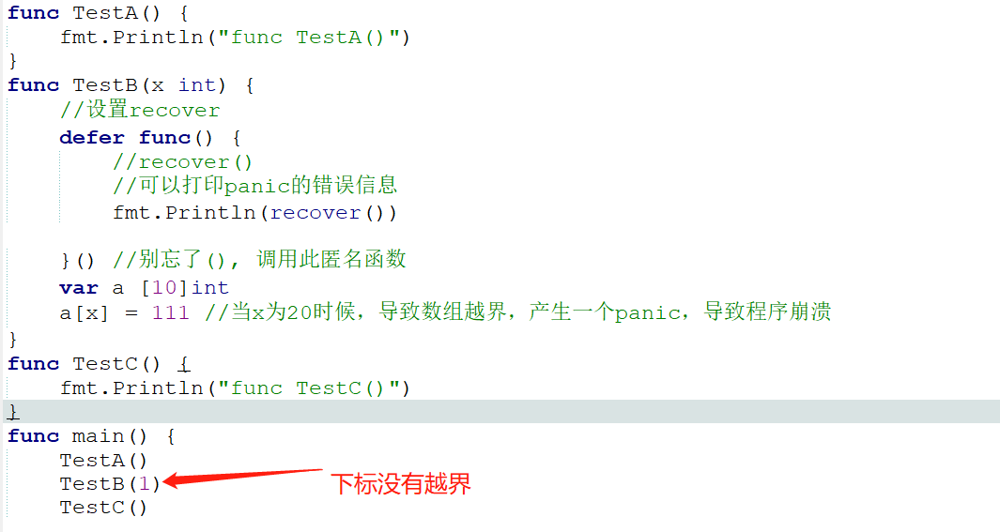 func TestA() {
    fmt.Println("func TestA()")
}
func TestB(x int) {
    //设置recover
    defer func() {
        //recover()
        //可以打印panic的错误信息
        fmt.Println(recover())
    }() //别忘了(), 调用此匿名函数
    var a [10]int
    a[x] = 111 //当x为20时候，导致数组越界，产生一个panic，导致程序崩溃
}
func TestC() {
    fmt.Println("func TestC()")
}
func main() {
    TestA()
    TestB(1)
下标没有越界
    TestC()